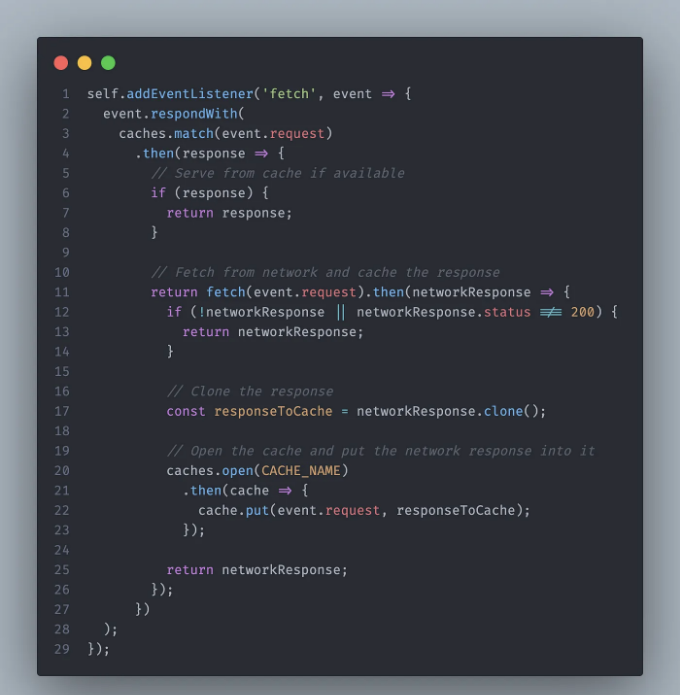 1 self.addEventListener('fetch', event => {
2 event.respondWith(
3 caches.match(event.request)
4 .then(response => {
5 // Serve from cache if available
6 if (response) {
7 return response;
8 }
9
10 // Fetch from network and cache the response
11 return fetch(event.request).then(networkResponse => {
12 if (!networkResponse || networkResponse.status !== 200) {
13 return networkResponse;
14 }
15
16 // Clone the response
17 const responseToCache = networkResponse.clone();
18
19 // Open the cache and put the network response into it
20 caches.open(CACHE_NAME)
21 .then(cache => {
22 cache.put(event.request, responseToCache);
23 });
24
25 return networkResponse;
26 });
27 })
28 );
29 });